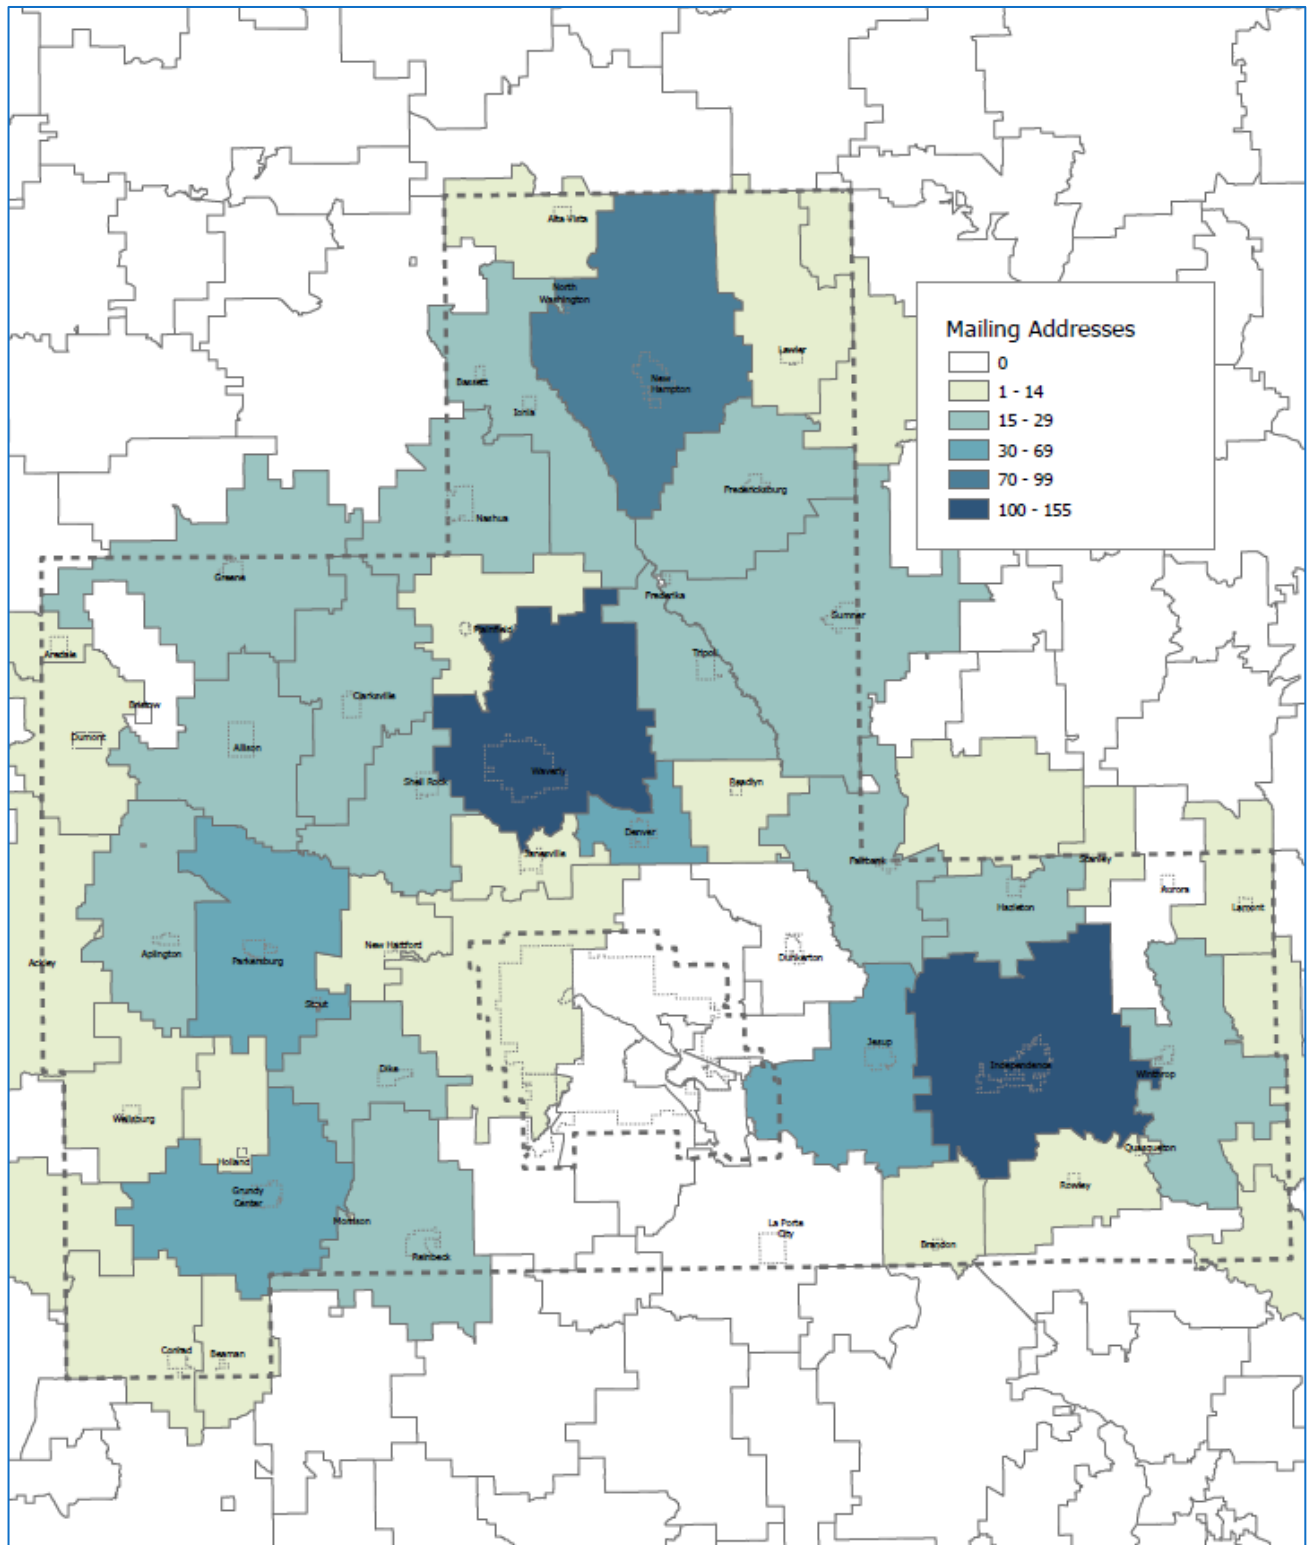 Alta Vista
North
Washington
Mailing Addresses
0
1 - 14
15 - 29
30 - 69
70 - 99
100 - 155
Lawler
Bassett
New
Hampton
Ionia
Fredericksburg
Nashua
Greene
Frederika
Sumner
Plainfield
Aredale
Tripoli
Clarksville
Bristow
Dumont
Allison
Waverly
Shell Rock
Readlyn
Denver
Janesville
Fairbank
Stanley
Aurora
Hazleton
Lamont
New Hartford
Aplington
Dunkerton
Ackley
Parkersburg
Stout
Jesup
Dike
Independence
Winthrop
Wellsburg
Quasqueton
Holland
Rowley
Grundy
Center
Morrison
La Porte
City
Brandon
Reinbeck
Conrad
Beaman